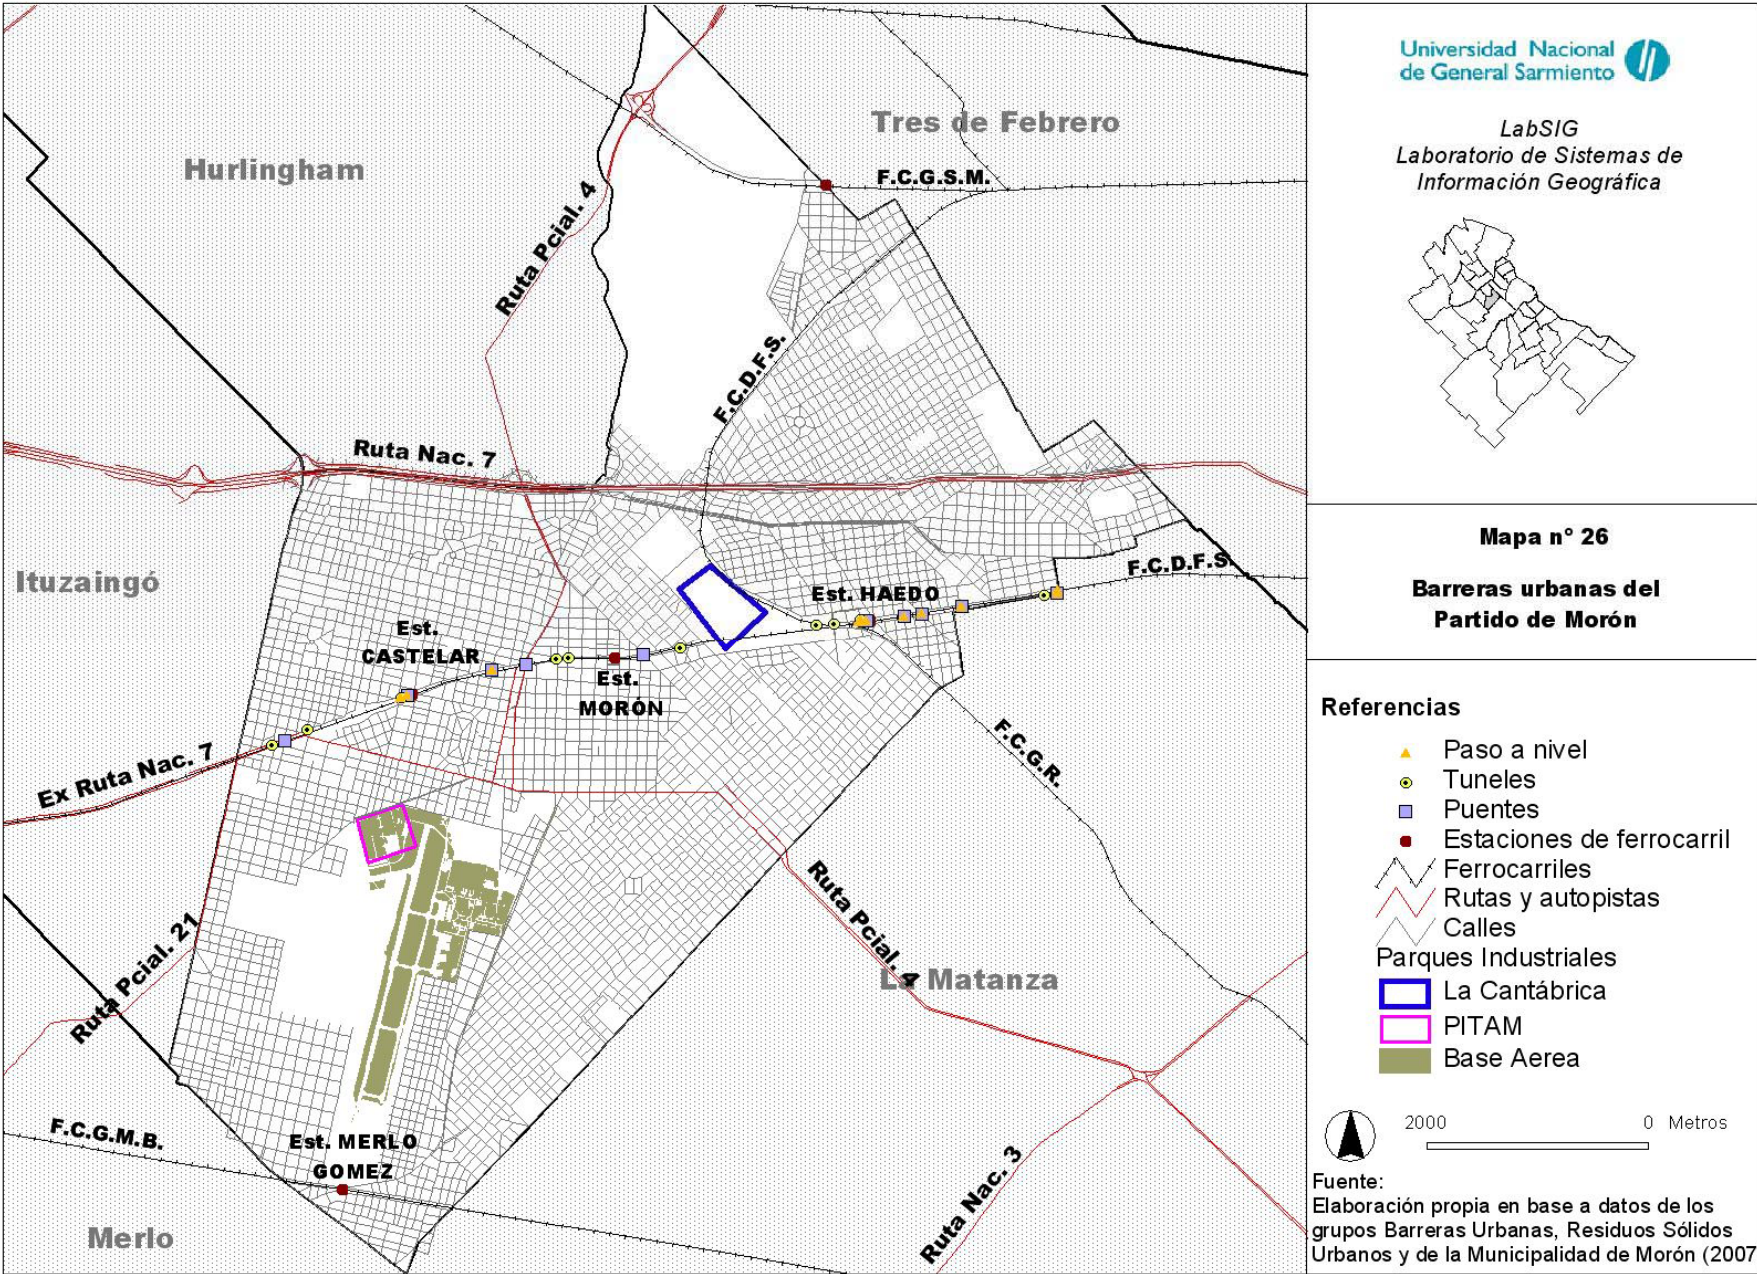 Tres de Febrero
Hurlingham
F.C.G.S.M.
Ruta Pcial. 4
F.C.D.F.S.
Ruta Nac. 7
Ituzaingó
F.C.D.F.S.
Est. HAEDO
Est.
CASTELAR
Est.
MORÓN
Ex Ruta Nac. 7
F.C.G.R.
Ruta Pcial. 4
La Matanza
Ruta Pcial. 21
F.C.G.M.B.
Est. MERLO
GOMEZ
Ruta Nac. 3
Merlo
Universidad Nacional
de General Sarmiento
LabSIG
Laboratorio de Sistemas de
Información Geográfica
Mapa n° 26
Barreras urbanas del
Partido de Morón
Referencias
Paso a nivel
Tuneles
Puentes
Estaciones de ferrocarril
Ferrocarriles
Rutas y autopistas
Calles
Parques Industriales
La Cantábrica
PITAM
Base Aerea
2000 0 Metros
Fuente:
Elaboración propia en base a datos de los
grupos Barreras Urbanas, Residuos Sólidos
Urbanos y de la Municipalidad de Morón (2007